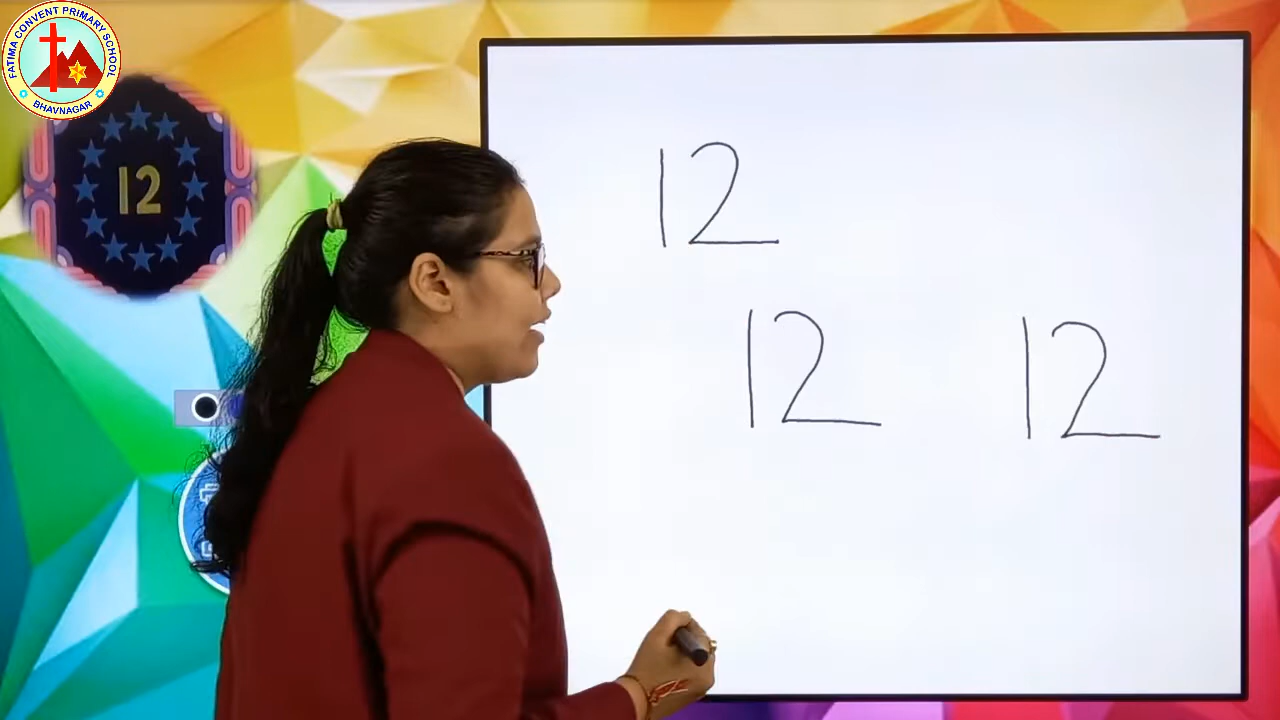 FATIMA CONVENT PRIMARY SCHOOL
BHAVNAGAR
12
12
12 12